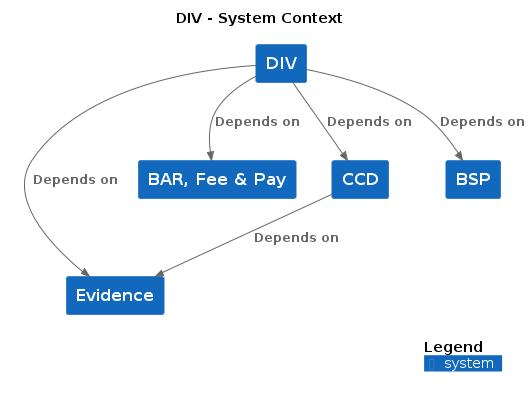 DIV - System Context
DIV
Depends on
Depends on
Depends on
Depends on
BAR, Fee & Pay
CCD
BSP
Depends on
Evidence
Legend
system